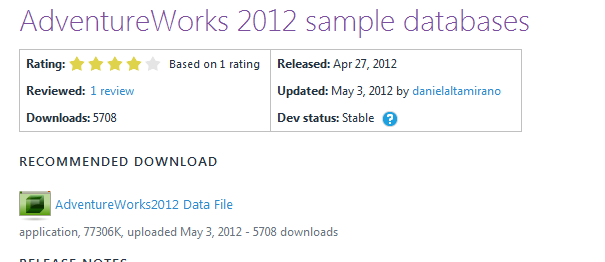 AdventureWorks 2012 sample databases
Rating: Based on 1 rating
Released: Apr 27, 2012
Reviewed: 1 review
Updated: May 3, 2012 by danielaltamirano
Downloads: 5708
Dev status: Stable ?
RECOMMENDED DOWNLOAD
AdventureWorks2012 Data File
application, 77306K, uploaded May 3, 2012 - 5708 downloads
RELEASE NOTES